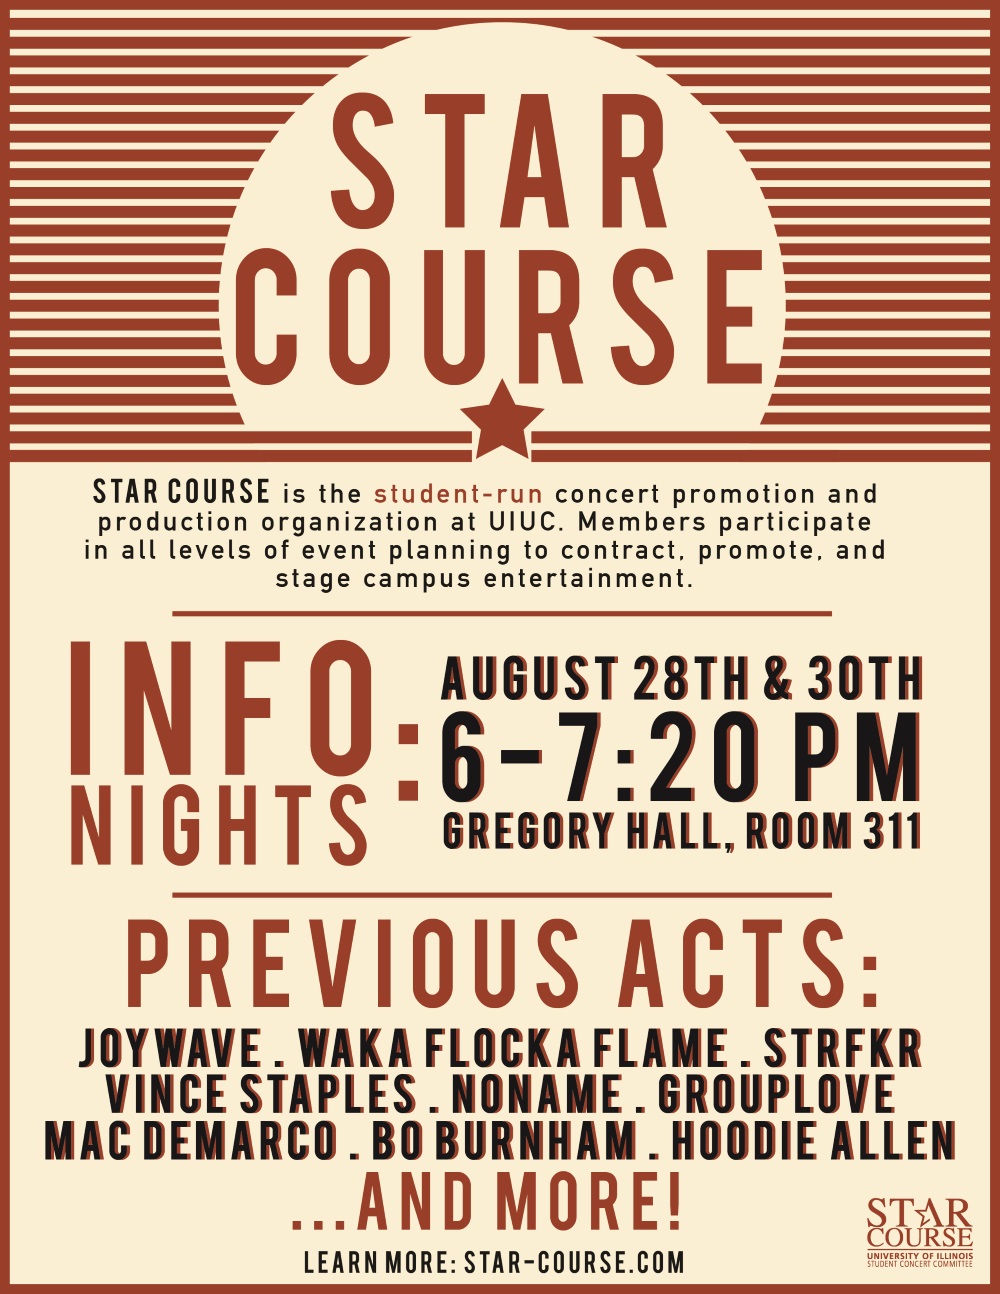 STAR
COURSE
STAR COURSE is the student-run concert promotion and
production organization at UIUC. Members participate
in all levels of event planning to contract, promote, and
stage campus entertainment.
INFO
NIGHTS:
AUGUST 28TH & 30TH
6-7:20 PM
GREGORY HALL, ROOM 311
PREVIOUS ACTS:
JOYWAVE . WAKA FLOCKA FLAME . STRFKR
VINCE STAPLES . NONAME . GROUPLOVE
MAC DEMARCO . BO BURNHAM . HOODIE ALLEN
...AND MORE!
LEARN MORE: STAR-COURSE.COM
STAR
COURSE
UNIVERSITY OF ILLINOIS
STUDENT CONCERT COMMITTEE